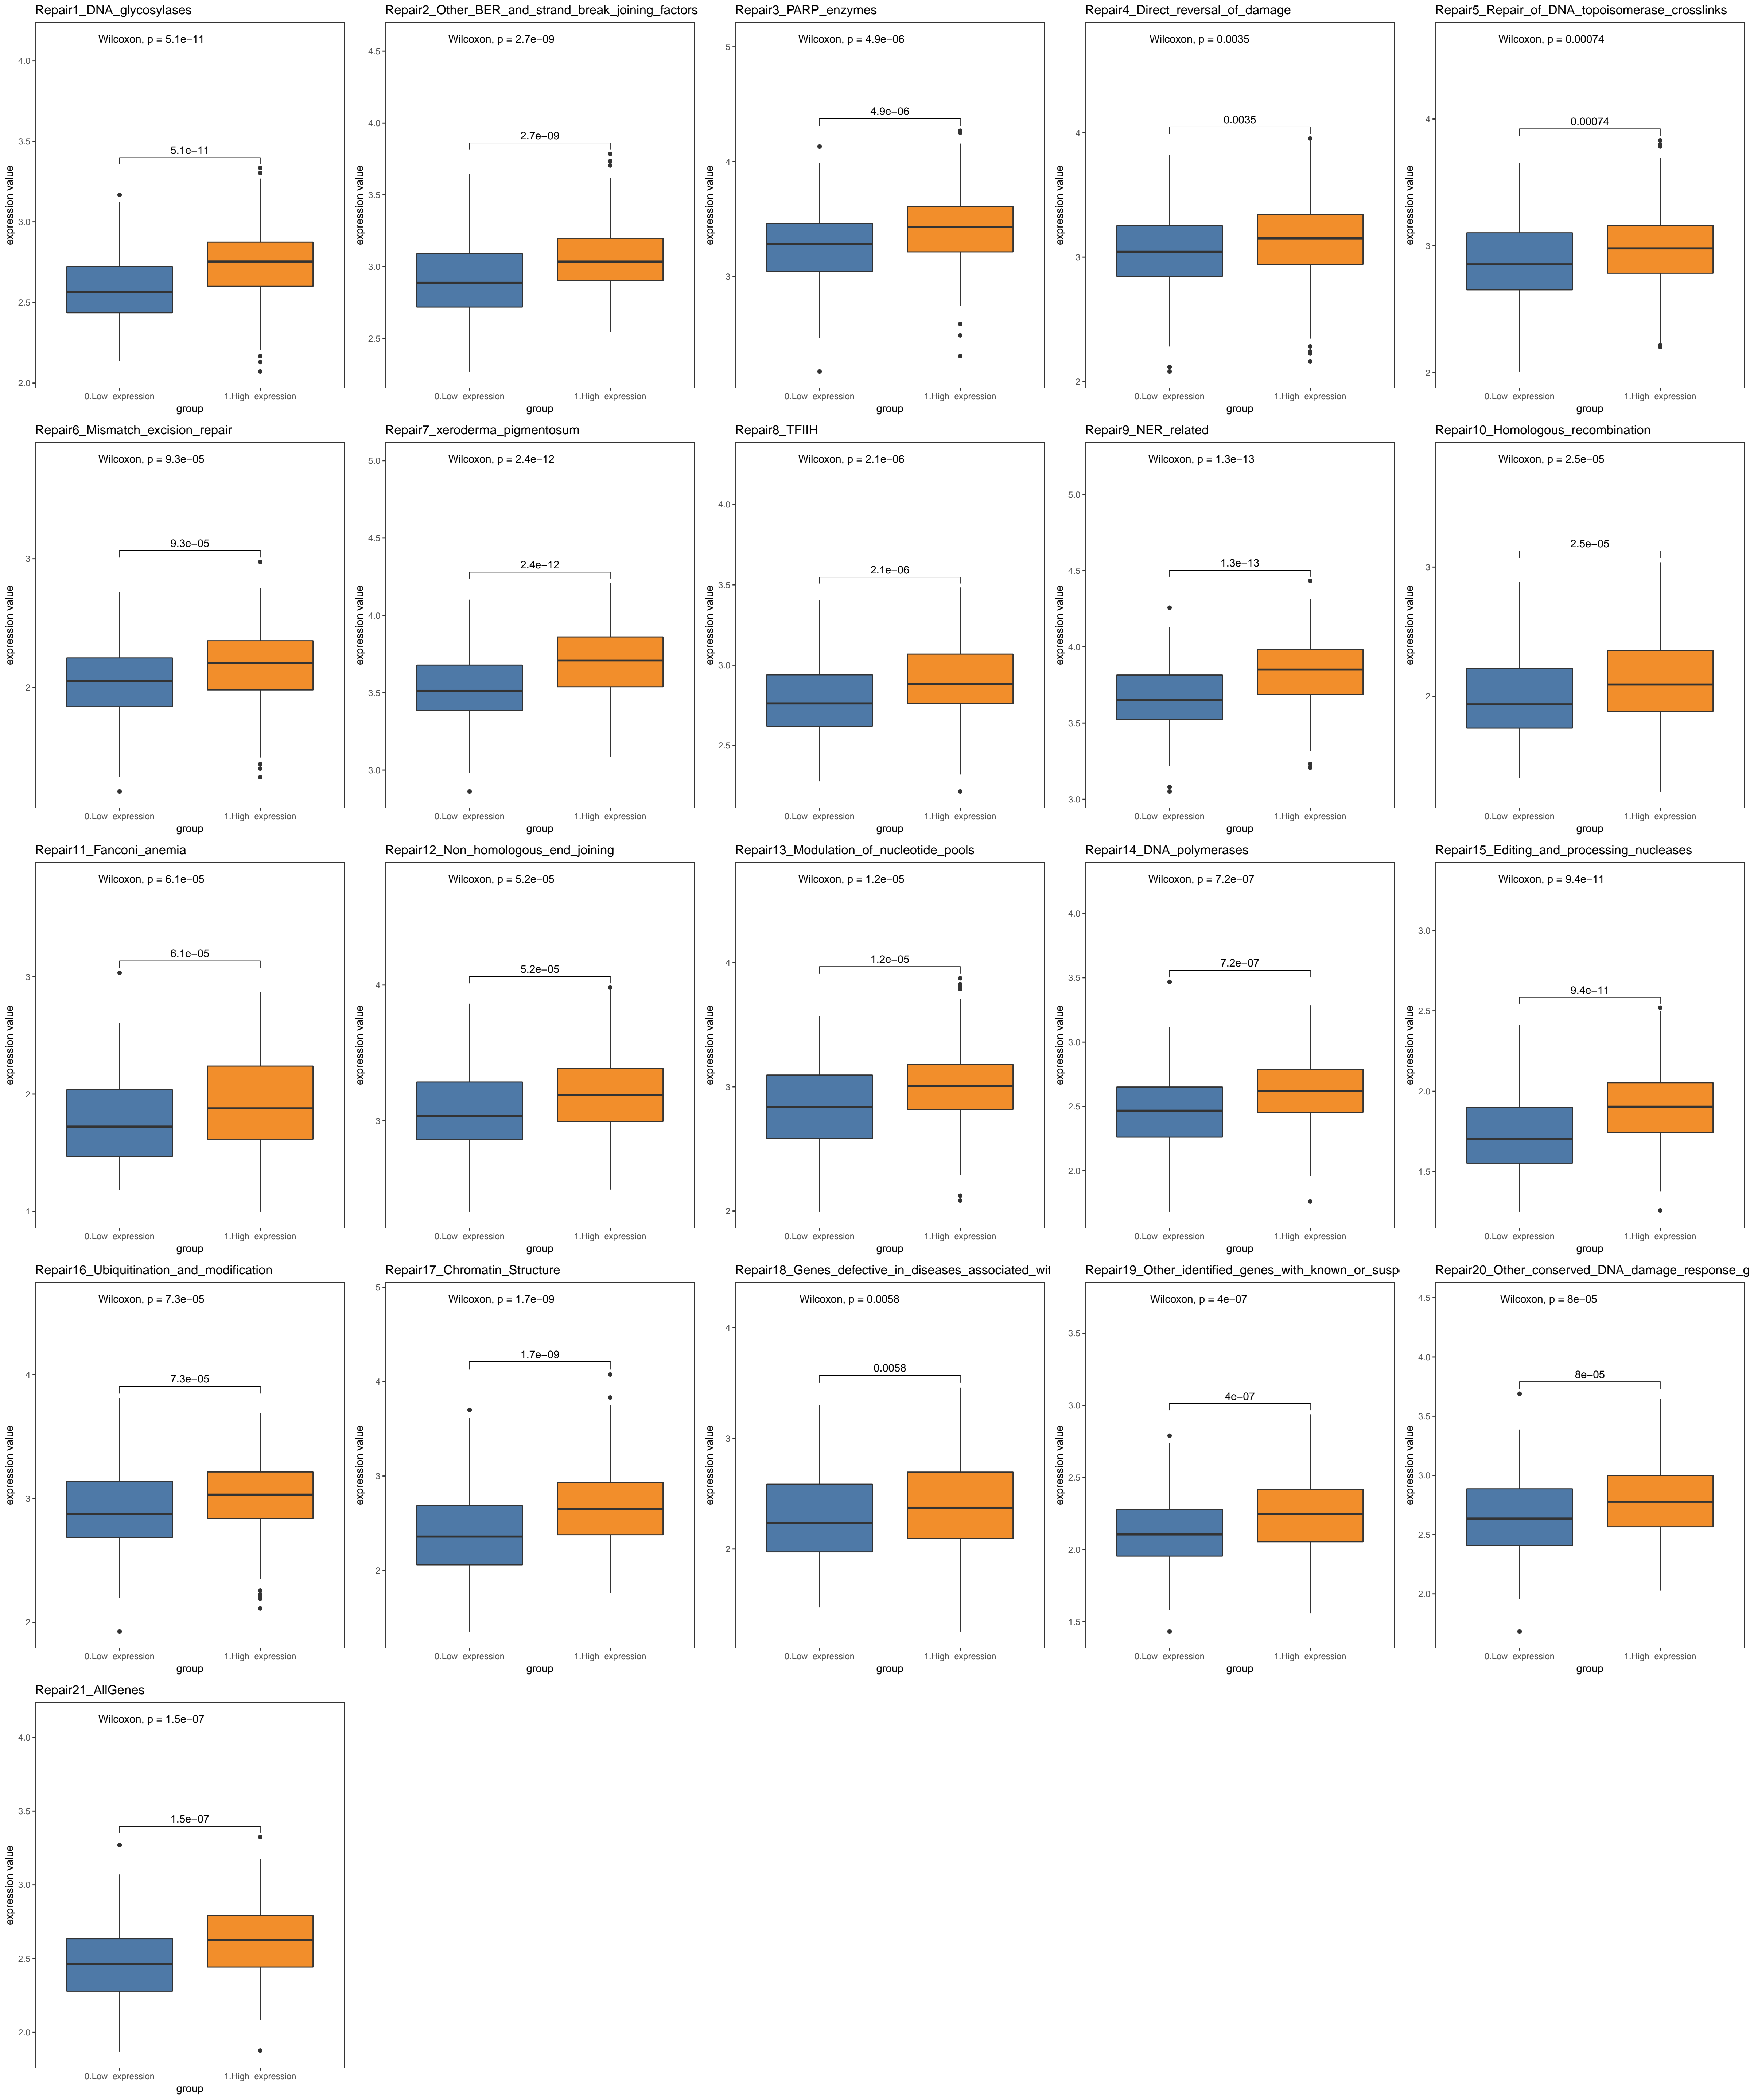 Repair1_DNA_glycosylases
Wilcoxon, p = 5.1e−11
5.1e−11
4.0
3.5
3.0
2.5
2.0
expression value
0.Low_expression 1.High_expression
group
Repair2_Other_BER_and_strand_break_joining_factors
Wilcoxon, p = 2.7e−09
2.7e−09
4.5
4.0
3.5
3.0
2.5
expression value
0.Low_expression 1.High_expression
group
Repair3_PARP_enzymes
Wilcoxon, p = 4.9e−06
4.9e−06
5
4
3
expression value
0.Low_expression 1.High_expression
group
Repair4_Direct_reversal_of_damage
Wilcoxon, p = 0.0035
0.0035
4
3
2
expression value
0.Low_expression 1.High_expression
group
Repair5_Repair_of_DNA_topoisomerase_crosslinks
Wilcoxon, p = 0.00074
0.00074
4
3
2
expression value
0.Low_expression 1.High_expression
group
Repair6_Mismatch_excision_repair
Wilcoxon, p = 9.3e−05
9.3e−05
3
2
expression value
0.Low_expression 1.High_expression
group
Repair7_xeroderma_pigmentosum
Wilcoxon, p = 2.4e−12
2.4e−12
5.0
4.5
4.0
3.5
3.0
expression value
0.Low_expression 1.High_expression
group
Repair8_TFIIH
Wilcoxon, p = 2.1e−06
2.1e−06
4.0
3.5
3.0
2.5
expression value
0.Low_expression 1.High_expression
group
Repair9_NER_related
Wilcoxon, p = 1.3e−13
1.3e−13
5.0
4.5
4.0
3.5
3.0
expression value
0.Low_expression 1.High_expression
group
Repair10_Homologous_recombination
Wilcoxon, p = 2.5e−05
2.5e−05
3
2
expression value
0.Low_expression 1.High_expression
group
Repair11_Fanconi_anemia
Wilcoxon, p = 6.1e−05
6.1e−05
3
2
1
expression value
0.Low_expression 1.High_expression
group
Repair12_Non_homologous_end_joining
Wilcoxon, p = 5.2e−05
5.2e−05
4
3
expression value
0.Low_expression 1.High_expression
group
Repair13_Modulation_of_nucleotide_pools
Wilcoxon, p = 1.2e−05
1.2e−05
4
3
2
expression value
0.Low_expression 1.High_expression
group
Repair14_DNA_polymerases
Wilcoxon, p = 7.2e−07
7.2e−07
4.0
3.5
3.0
2.5
2.0
expression value
0.Low_expression 1.High_expression
group
Repair15_Editing_and_processing_nucleases
Wilcoxon, p = 9.4e−11
9.4e−11
3.0
2.5
2.0
1.5
expression value
0.Low_expression 1.High_expression
group
Repair16_Ubiquitination_and_modification
Wilcoxon, p = 7.3e−05
7.3e−05
4
3
2
expression value
0.Low_expression 1.High_expression
group
Repair17_Chromatin_Structure
Wilcoxon, p = 1.7e−09
1.7e−09
5
4
3
2
expression value
0.Low_expression 1.High_expression
group
Repair18_Genes_defective_in_diseases_associated_wit
Wilcoxon, p = 0.0058
0.0058
4
3
2
expression value
0.Low_expression 1.High_expression
group
Repair19_Other_identified_genes_with_known_or_susp
Wilcoxon, p = 4e−07
4e−07
3.5
3.0
2.5
2.0
1.5
expression value
0.Low_expression 1.High_expression
group
Repair20_Other_conserved_DNA_damage_response_g
Wilcoxon, p = 8e−05
8e−05
4.5
4.0
3.5
3.0
2.5
2.0
expression value
0.Low_expression 1.High_expression
group
Repair21_AllGenes
Wilcoxon, p = 1.5e−07
1.5e−07
4.0
3.5
3.0
2.5
2.0
expression value
0.Low_expression 1.High_expression
group